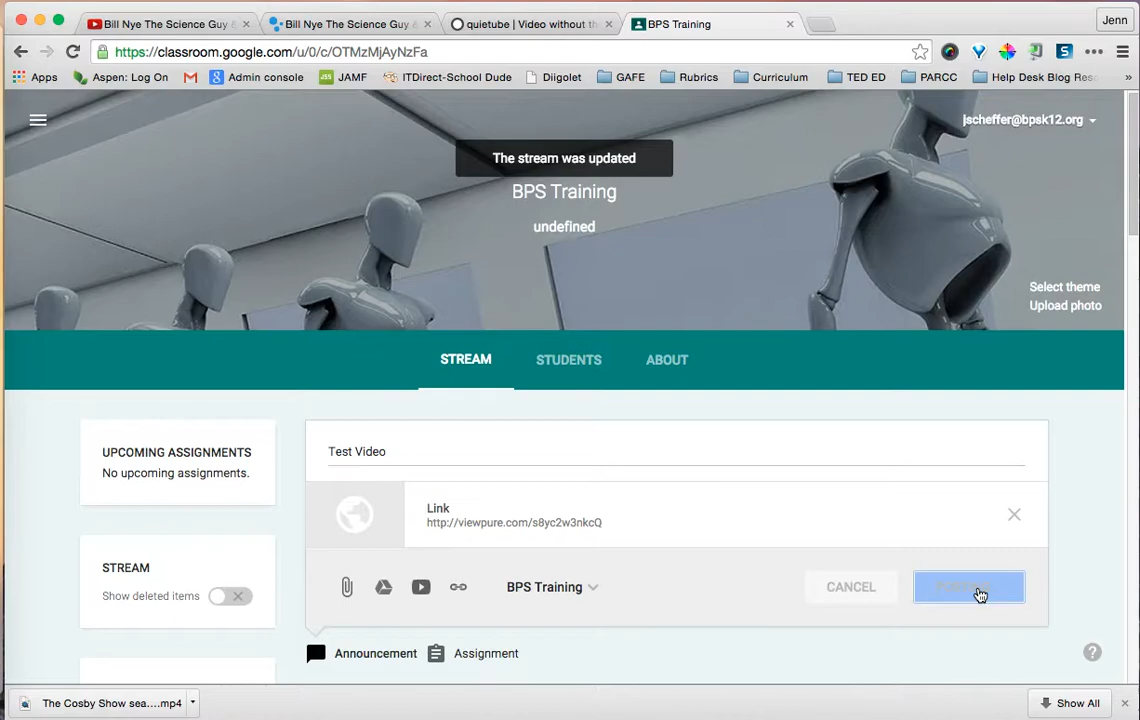 Bill Nye The Science Guy &
Bill Nye The Science Guy &
quietube | Video without th
BPS Training
Jenn
https://classroom.google.com/u/0/c/OTMzMjAyNzFa
Apps
Aspen: Log On
Admin console
JSS JAMF
ITDirect-School Dude
Diigolet
GAFE
Rubrics
Curriculum
TED ED
PARCC
Help Desk Blog Res
»
jscheffer@bpsk12.org
The stream was updated
BPS Training
undefined
Select theme
Upload photo
STREAM
STUDENTS
ABOUT
UPCOMING ASSIGNMENTS
No upcoming assignments.
Test Video
Link
http://viewpure.com/s8yc2w3nkcQ
STREAM
Show deleted items
BPS Training
CANCEL
Announcement
Assignment
?
The Cosby Show sea....mp4
Show All